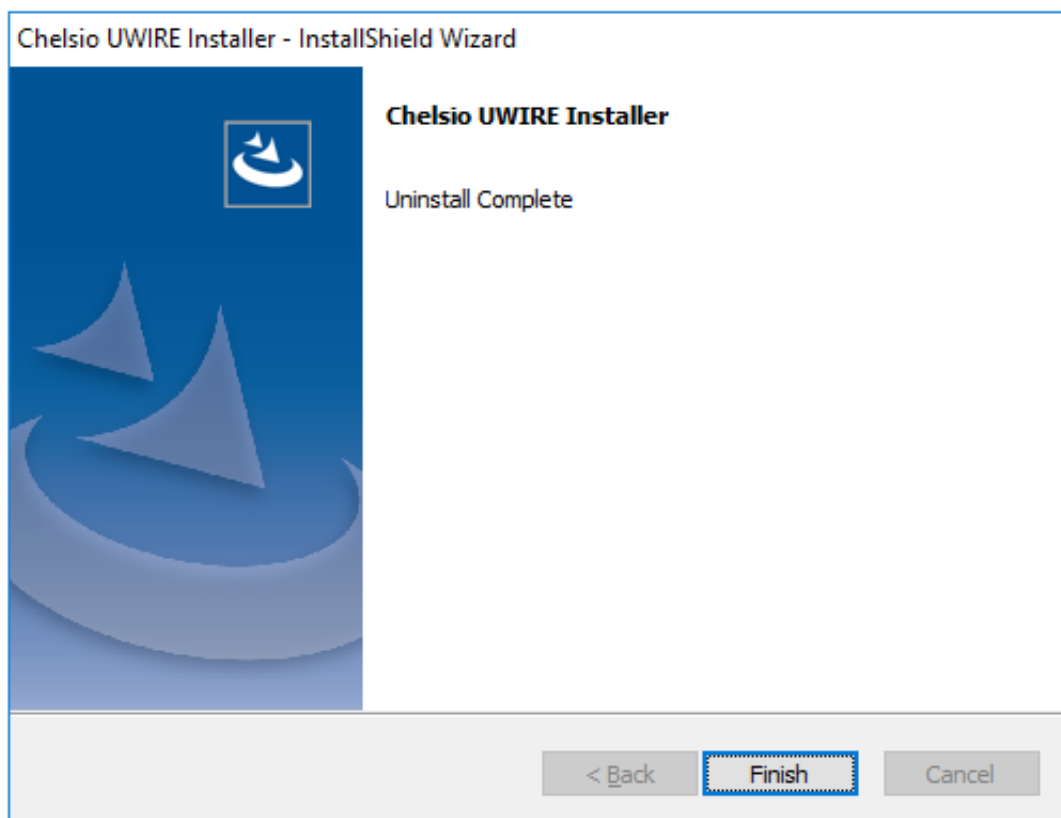 Chelsio UWIRE Installer - InstallShield Wizard
Chelsio UWIRE Installer
Uninstall Complete
< Back
Finish
Cancel